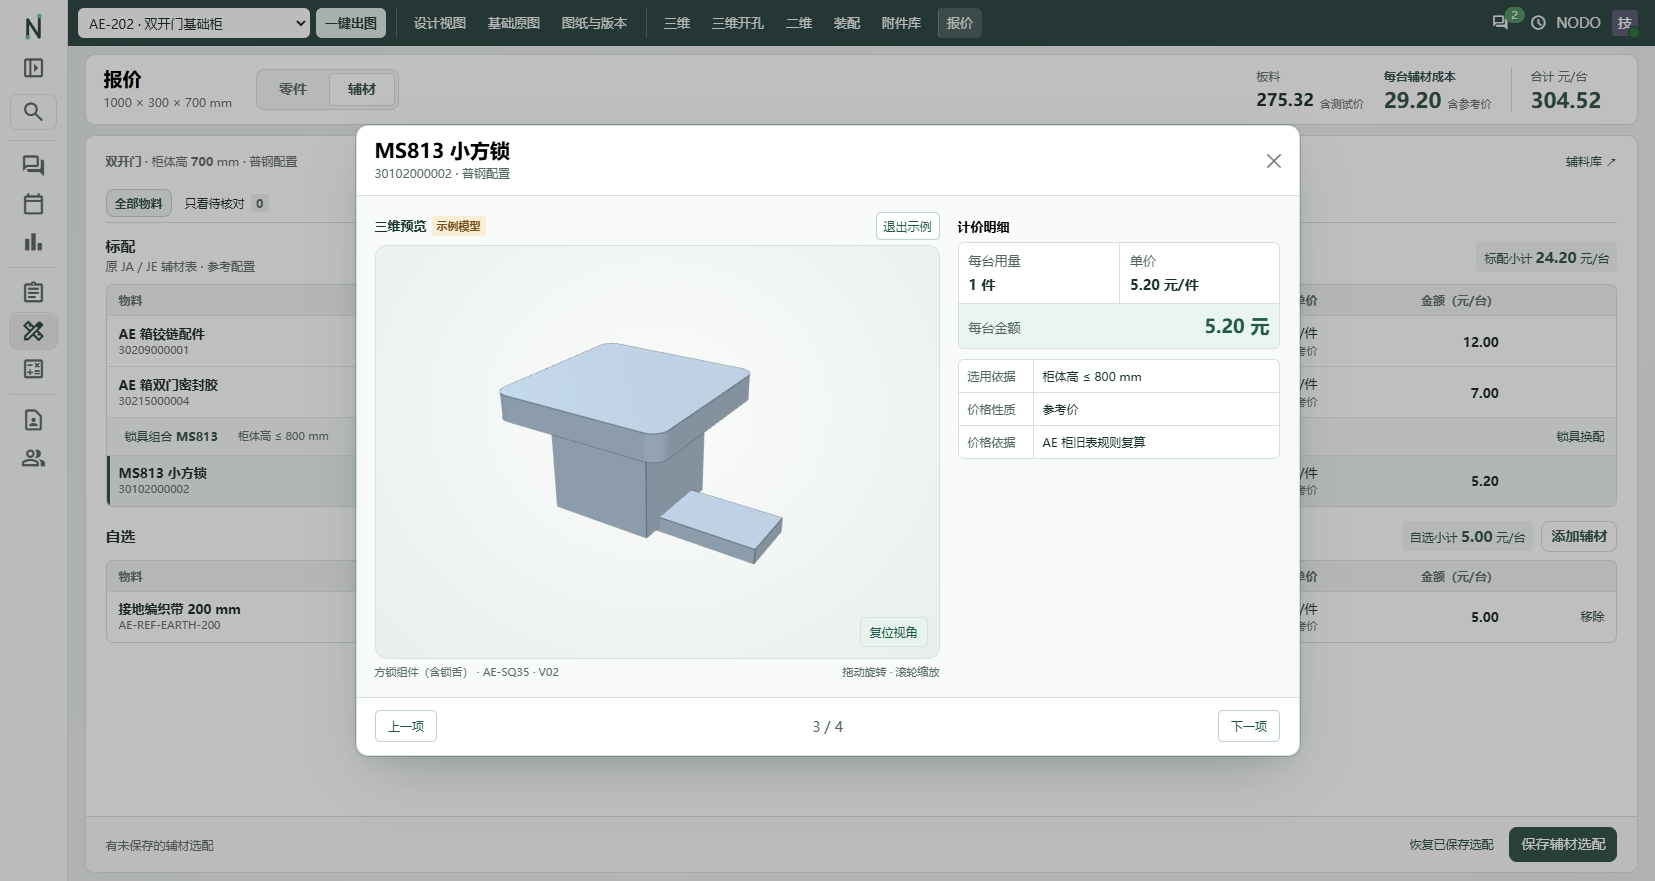 AE-202 · 双开门基础柜
一键出图
设计视图
基础原图
图纸与版本
三维
三维开孔
二维
装配
附件库
报价
2
NODO
技
报价
1000 × 300 × 700 mm
零件
辅材
板料
275.32 含测试价
每台辅材成本
29.20 含参考价
合计 元/台
304.52
双开门 · 柜体高 700 mm · 普钢配置
辅料库 ↗
全部物料
只看待核对 0
标配
原 JA / JE 辅材表 · 参考配置
标配小计 24.20 元/台
物料
金额（元/台）
AE 箱铰链配件
30209000001
12.00
AE 箱双门密封胶
30215000004
7.00
锁具组合 MS813 柜体高 ≤ 800 mm
锁具换配
MS813 小方锁
30102000002
5.20
自选
自选小计 5.00 元/台
添加辅材
物料
金额（元/台）
接地编织带 200 mm
AE-REF-EARTH-200
5.00
移除
有未保存的辅材选配
恢复已保存选配
保存辅材选配
MS813 小方锁
30102000002 · 普钢配置
三维预览 示例模型
退出示例
复位视角
方锁组件（含锁舌） · AE-SQ35 · V02
拖动旋转 · 滚轮缩放
计价明细
每台用量
1 件
单价
5.20 元/件
每台金额
5.20 元
选用依据 柜体高 ≤ 800 mm
价格性质 参考价
价格依据 AE 柜旧表规则复算
上一项
3 / 4
下一项